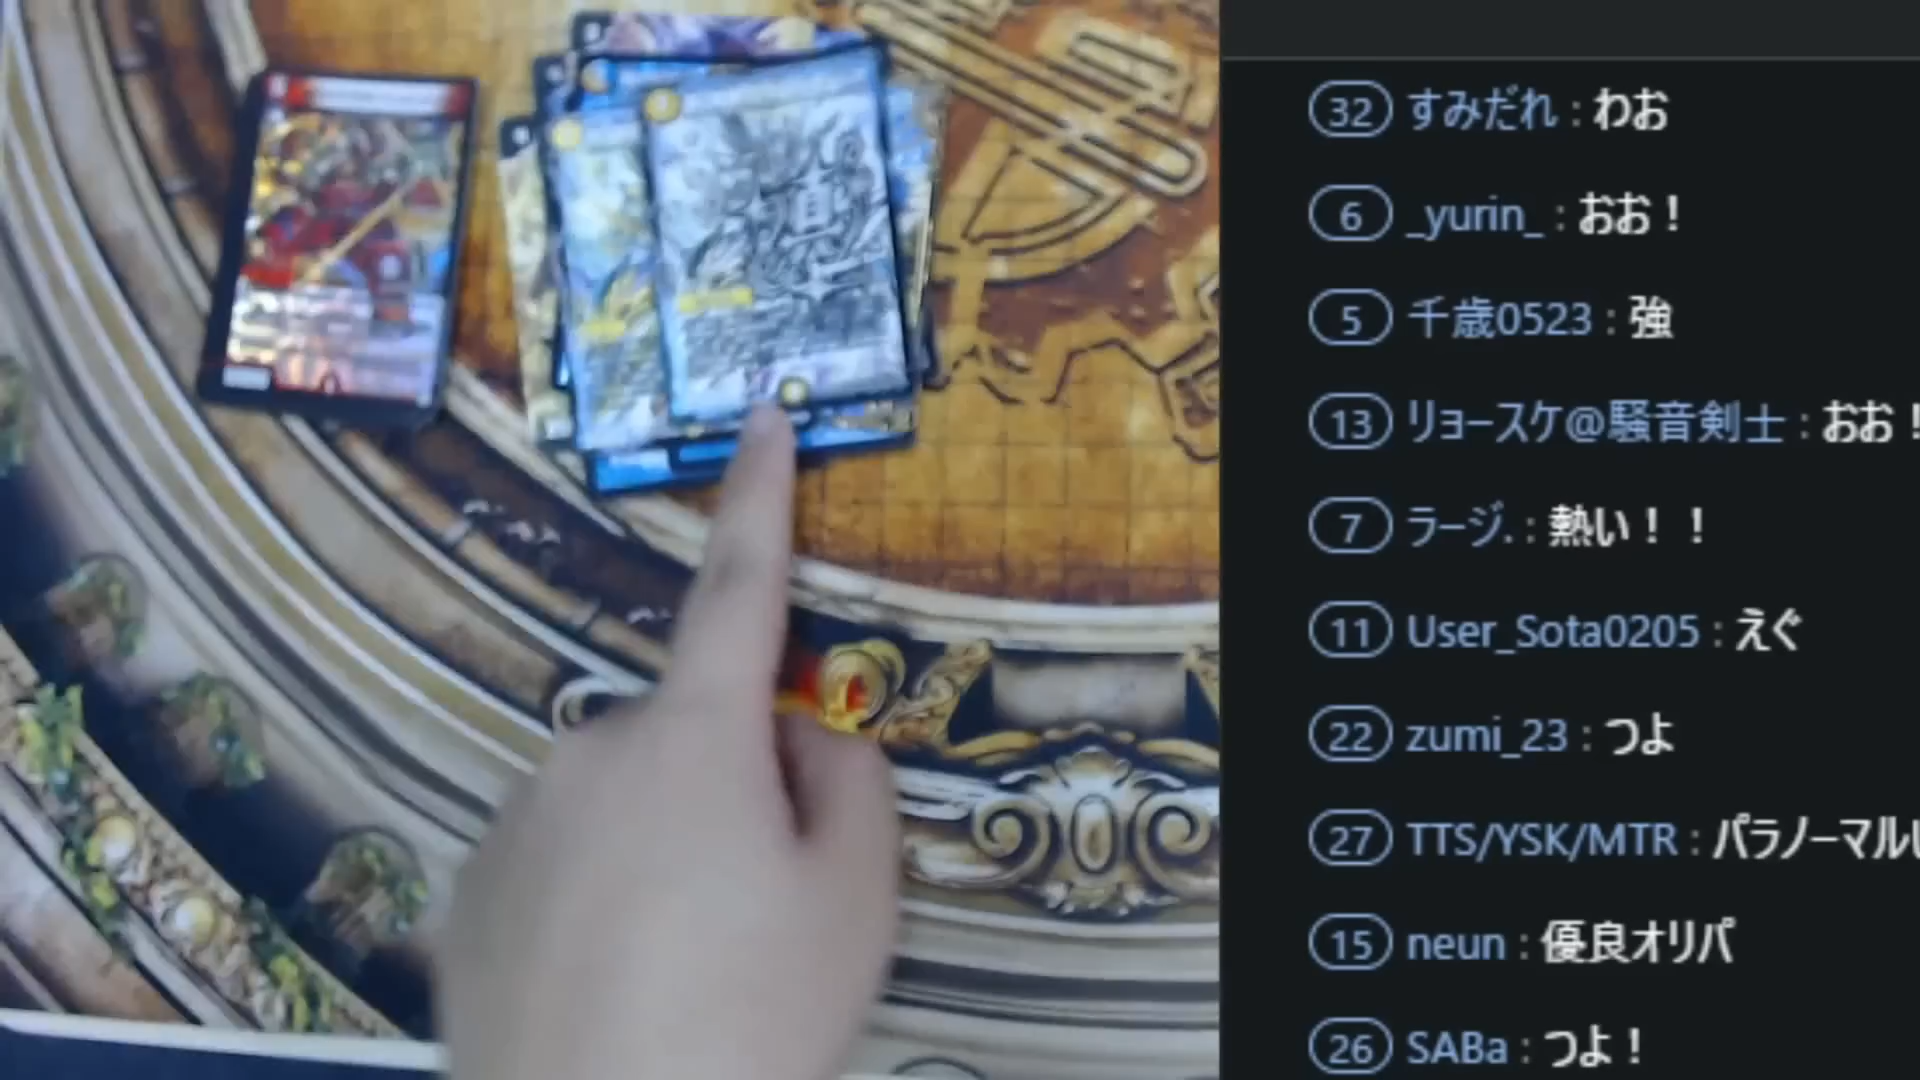 32 すみだれ : わお
6 _yurin_ : おお！
5 千歳0523 : 強
13 リョースケ@騒音剣士 : おお！
7 ラージ. : 熱い！！
11 User_Sota0205 : えぐ
22 zumi_23 : つよ
27 TTS/YSK/MTR : パラノーマル
15 neun : 優良オリパ
26 SABa : つよ！